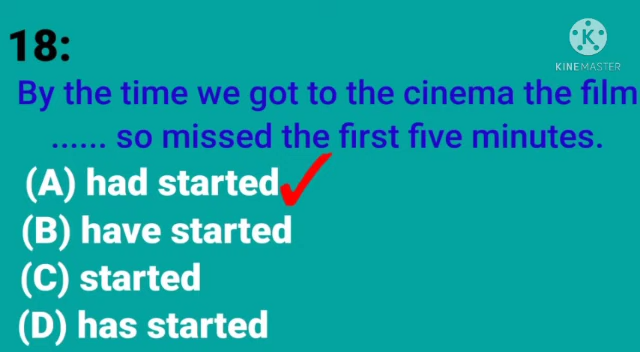 18:
K
KINEMASTER
By the time we got to the cinema the film
...... so missed the first five minutes.
(A) had started
(B) have started
(C) started
(D) has started